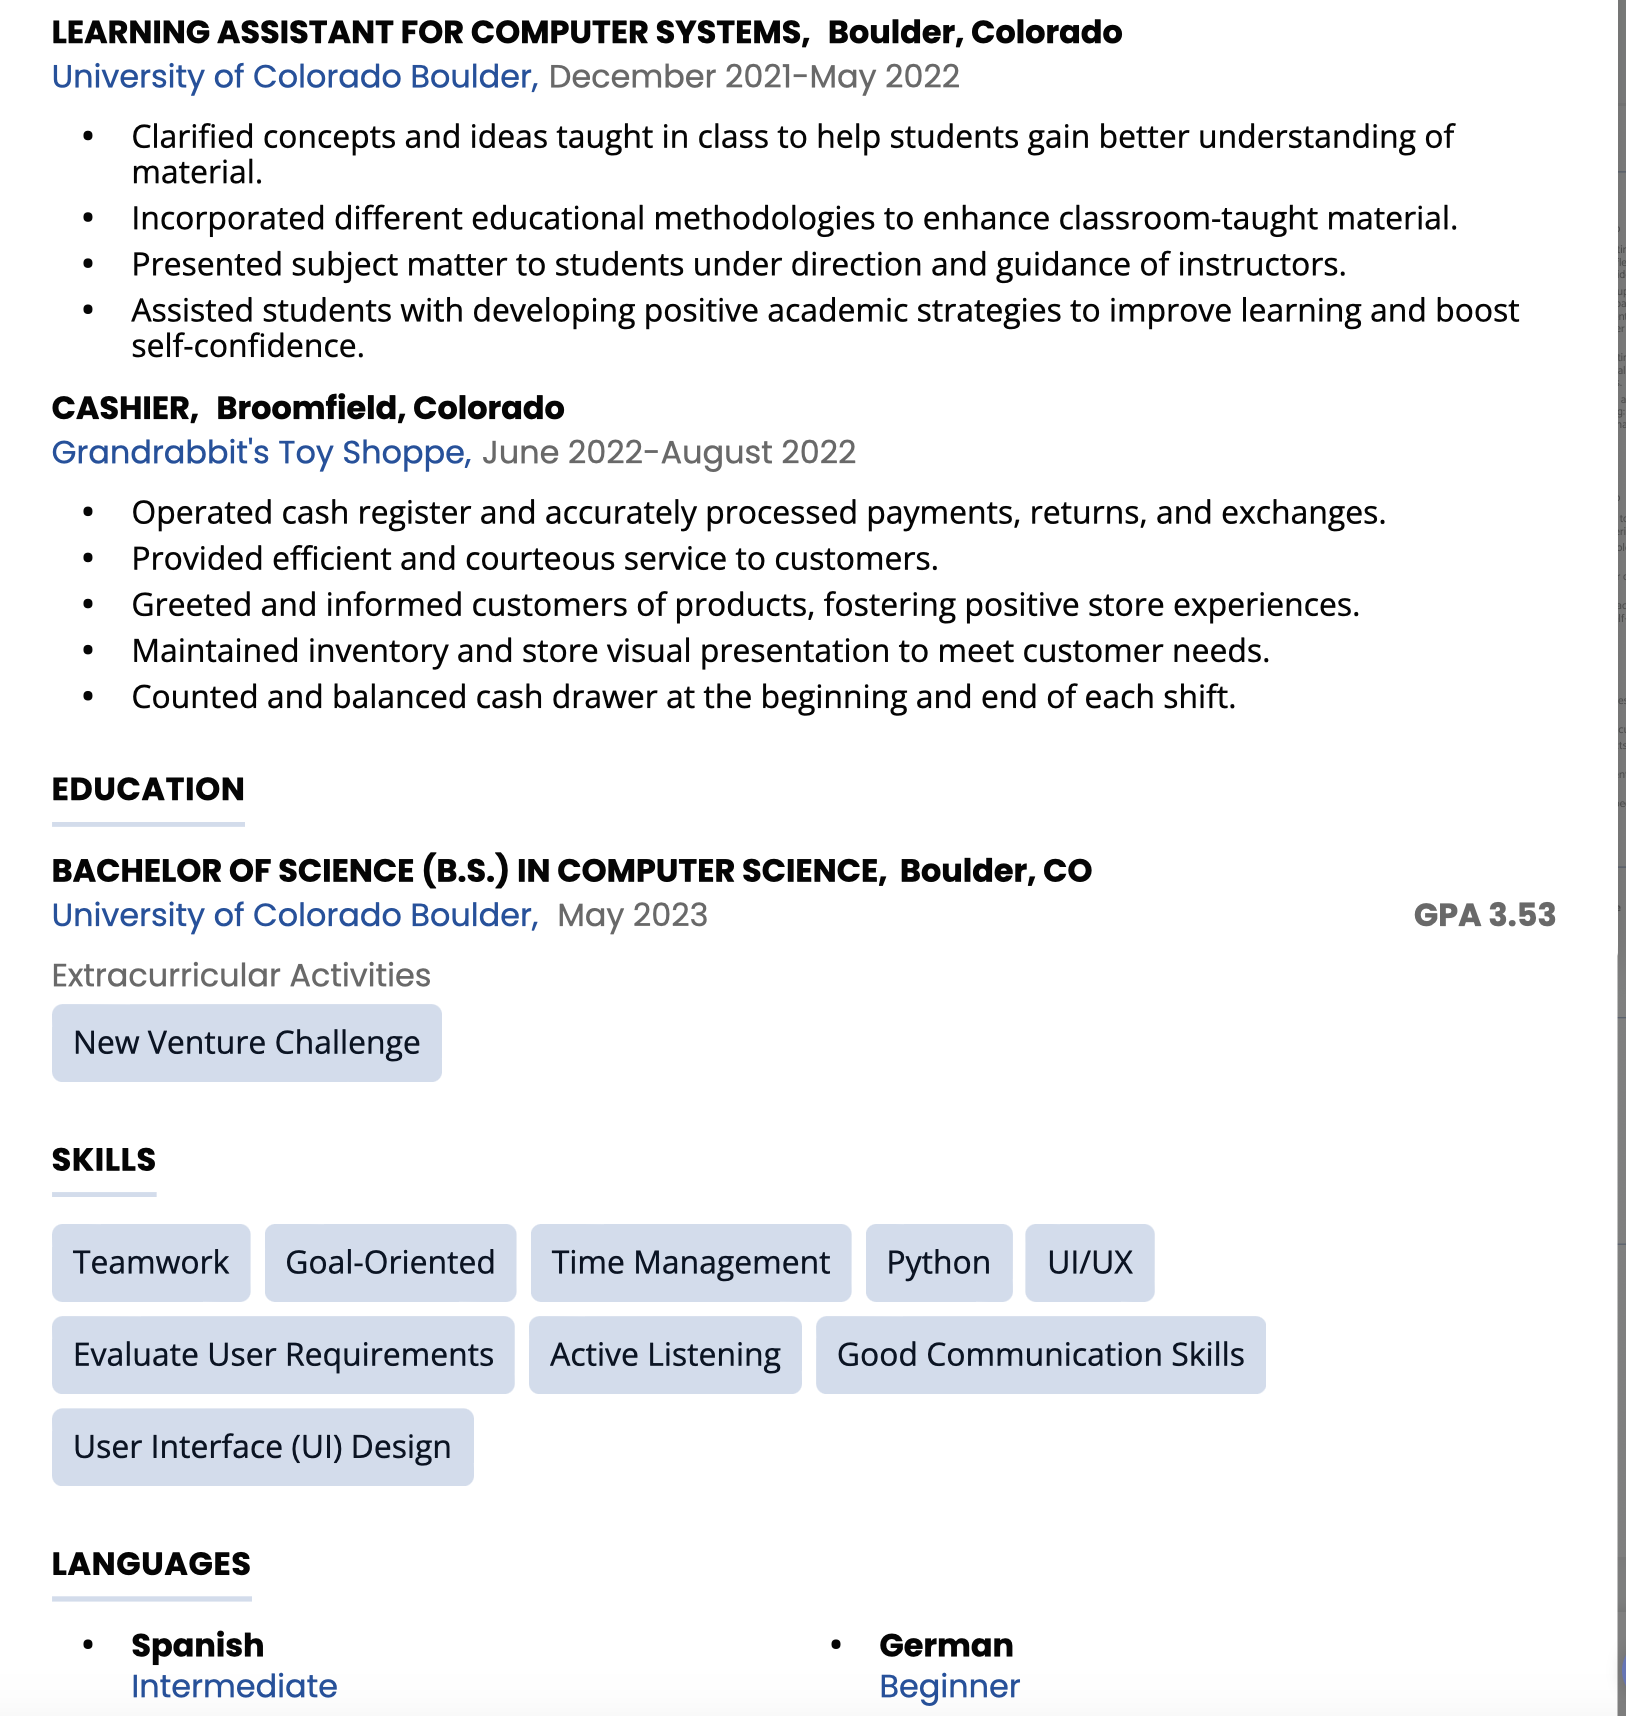 LEARNING ASSISTANT FOR COMPUTER SYSTEMS, Boulder, Colorado
University of Colorado Boulder, December 2021-May 2022
• Clarified concepts and ideas taught in class to help students gain better understanding of
material.
• Incorporated different educational methodologies to enhance classroom-taught material.
• Presented subject matter to students under direction and guidance of instructors.
• Assisted students with developing positive academic strategies to improve learning and boost
self-confidence.
CASHIER, Broomfield, Colorado
Grandrabbit's Toy Shoppe, June 2022-August 2022
• Operated cash register and accurately processed payments, returns, and exchanges.
• Provided efficient and courteous service to customers.
• Greeted and informed customers of products, fostering positive store experiences.
• Maintained inventory and store visual presentation to meet customer needs.
• Counted and balanced cash drawer at the beginning and end of each shift.
EDUCATION
BACHELOR OF SCIENCE (B.S.) IN COMPUTER SCIENCE, Boulder, CO
University of Colorado Boulder, May 2023 GPA 3.53
Extracurricular Activities
New Venture Challenge
SKILLS
Teamwork Goal-Oriented Time Management Python UI/UX
Evaluate User Requirements Active Listening Good Communication Skills
User Interface (UI) Design
LANGUAGES
• Spanish • German
Intermediate Beginner